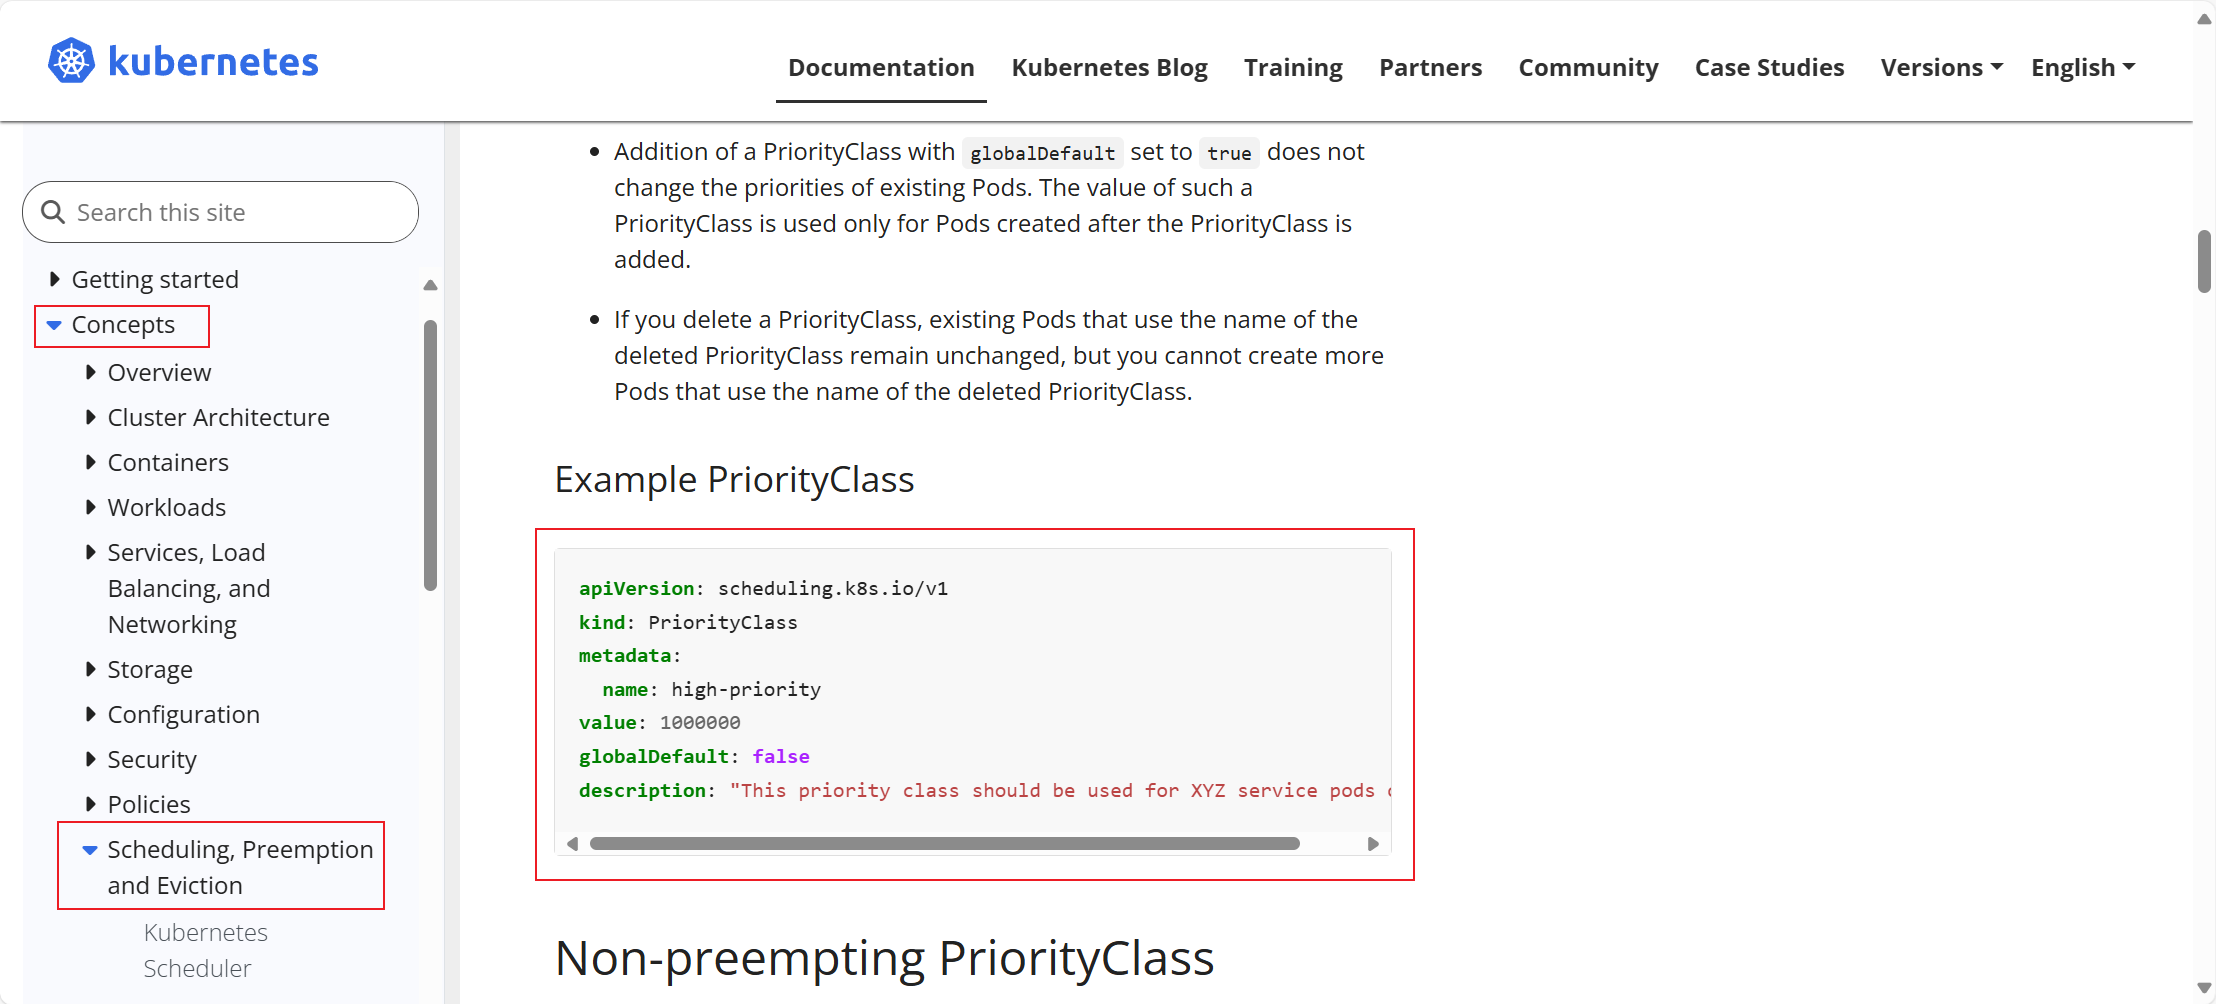 kubernetes
Documentation Kubernetes Blog Training Partners Community Case Studies Versions English
Search this site
Getting started
Concepts
Overview
Cluster Architecture
Containers
Workloads
Services, Load
Balancing, and
Networking
Storage
Configuration
Security
Policies
Scheduling, Preemption
and Eviction
Kubernetes
Scheduler
Addition of a PriorityClass with globalDefault set to true does not
change the priorities of existing Pods. The value of such a
PriorityClass is used only for Pods created after the PriorityClass is
added.
If you delete a PriorityClass, existing Pods that use the name of the
deleted PriorityClass remain unchanged, but you cannot create more
Pods that use the name of the deleted PriorityClass.
Example PriorityClass
apiVersion: scheduling.k8s.io/v1
kind: PriorityClass
metadata:
  name: high-priority
value: 1000000
globalDefault: false
description: "This priority class should be used for XYZ service pods
Non-preempting PriorityClass